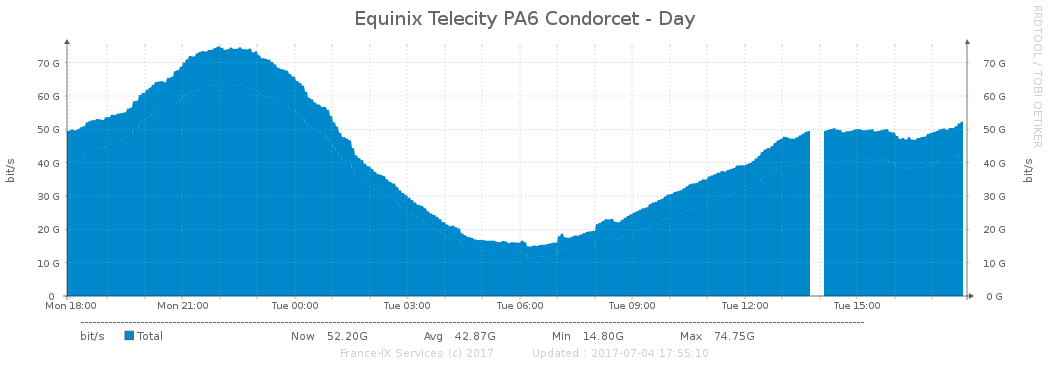 Equinix Telecity PA6 Condorcet - Day
RRDTOOL / TOBI OETIKER
bit/s
bit/s
70 G 70 G
60 G 60 G
50 G 50 G
40 G 40 G
30 G 30 G
20 G 20 G
10 G 10 G
0 0 G
Mon 18:00 Mon 21:00 Tue 00:00 Tue 03:00 Tue 06:00 Tue 09:00 Tue 12:00 Tue 15:00
bit/s Total Now 52.20G Avg 42.87G Min 14.80G Max 74.75G
France-IX Services (c) 2017 Updated : 2017-07-04 17:55:10